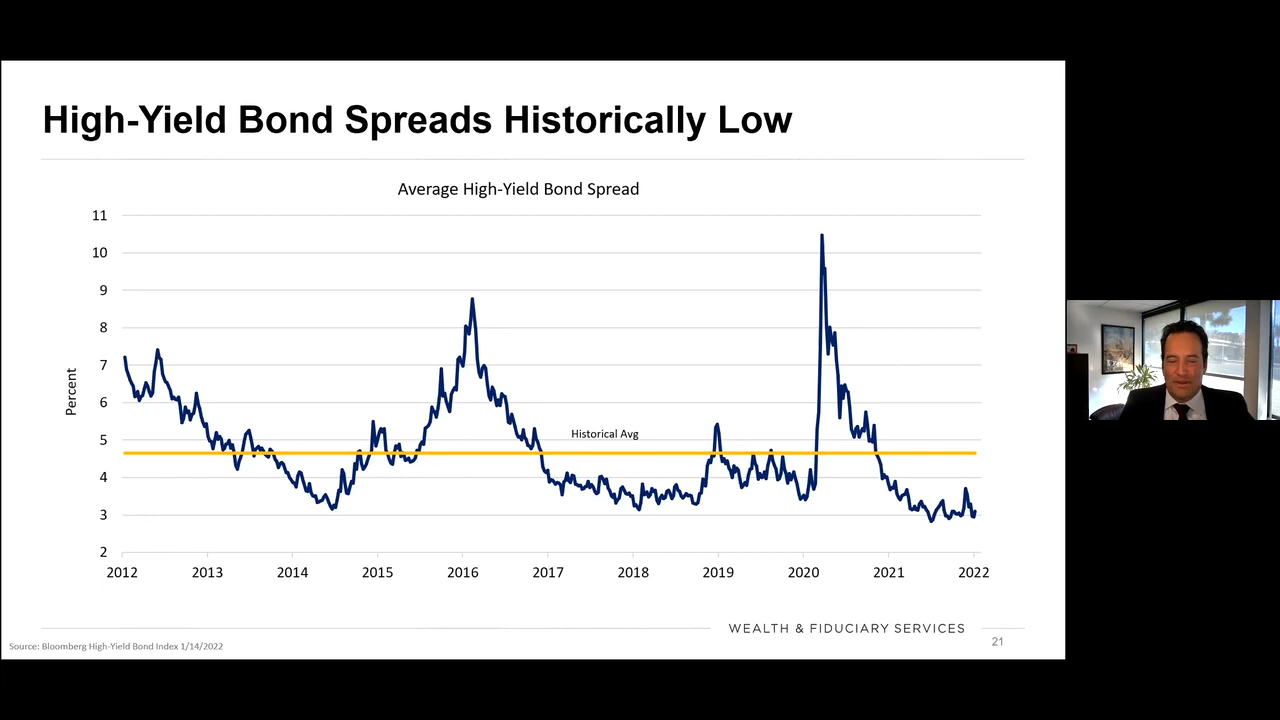 High-Yield Bond Spreads Historically Low
Average High-Yield Bond Spread
11
10
9
8
7
6
5
4
3
2
Percent
Historical Avg
2012 2013 2014 2015 2016 2017 2018 2019 2020 2021 2022
WEALTH & FIDUCIARY SERVICES
21
Source: Bloomberg High-Yield Bond Index 1/14/2022